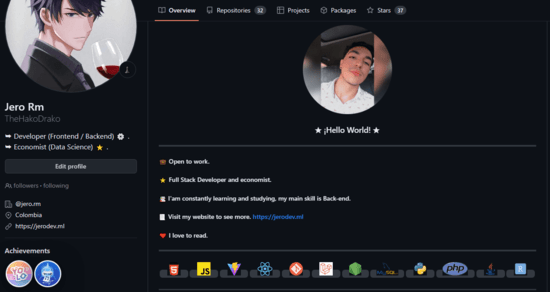 Overview
Repositories 32
Projects
Packages
Stars 37
Jero Rm
TheHakoDrako
➥ Developer (Frontend / Backend) ⚙️ .
➥ Economist (Data Science) ⭐ .
Edit profile
followers · following
@jero.rm
Colombia
https://jerodev.ml
Achievements
YOLO
★ ¡Hello World! ★
Open to work.
Full Stack Developer and economist.
I'am constantly learning and studying, my main skill is Back-end.
Visit my website to see more. https://jerodev.ml
I love to read.
5
JS
php
R